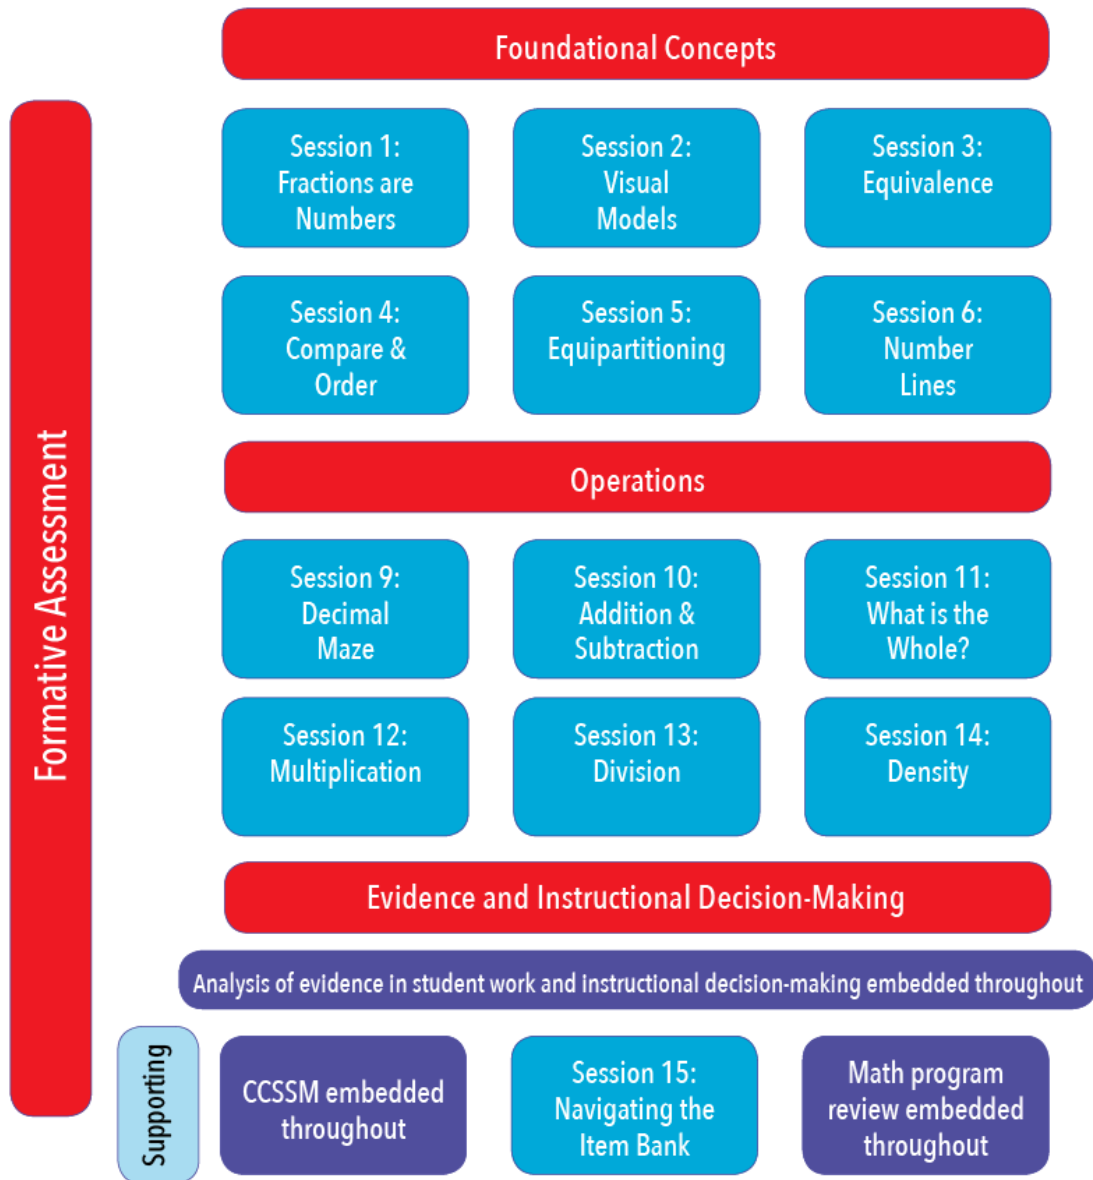 Foundational Concepts
Formative Assessment
Session 1:
Fractions are
Numbers
Session 2:
Visual
Models
Session 3:
Equivalence
Session 4:
Compare &
Order
Session 5:
Equipartitioning
Session 6:
Number
Lines
Operations
Session 9:
Decimal
Maze
Session 10:
Addition &
Subtraction
Session 11:
What is the
Whole?
Session 12:
Multiplication
Session 13:
Division
Session 14:
Density
Evidence and Instructional Decision-Making
Analysis of evidence in student work and instructional decision-making embedded throughout
Supporting
CCSSM embedded
throughout
Session 15:
Navigating the
Item Bank
Math program
review embedded
throughout